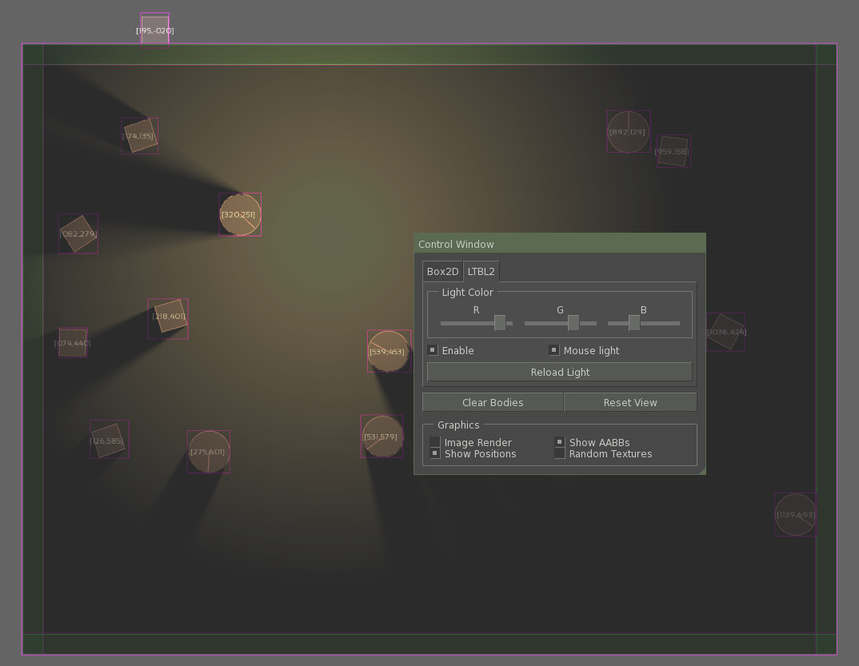 [195,-020]
[892,129]
[174,135]
[959,158]
[320,251]
[082,279]
Control Window
Box2D LTBL2
Light Color
R G B
[218,401]
[1036,424]
[074,440]
Enable Mouse light
[539,453]
Reload Light
Clear Bodies Reset View
Graphics
[531,579]
[126,585]
Image Render Show AABBs
[275,601]
Show Positions Random Textures
[1139,693]